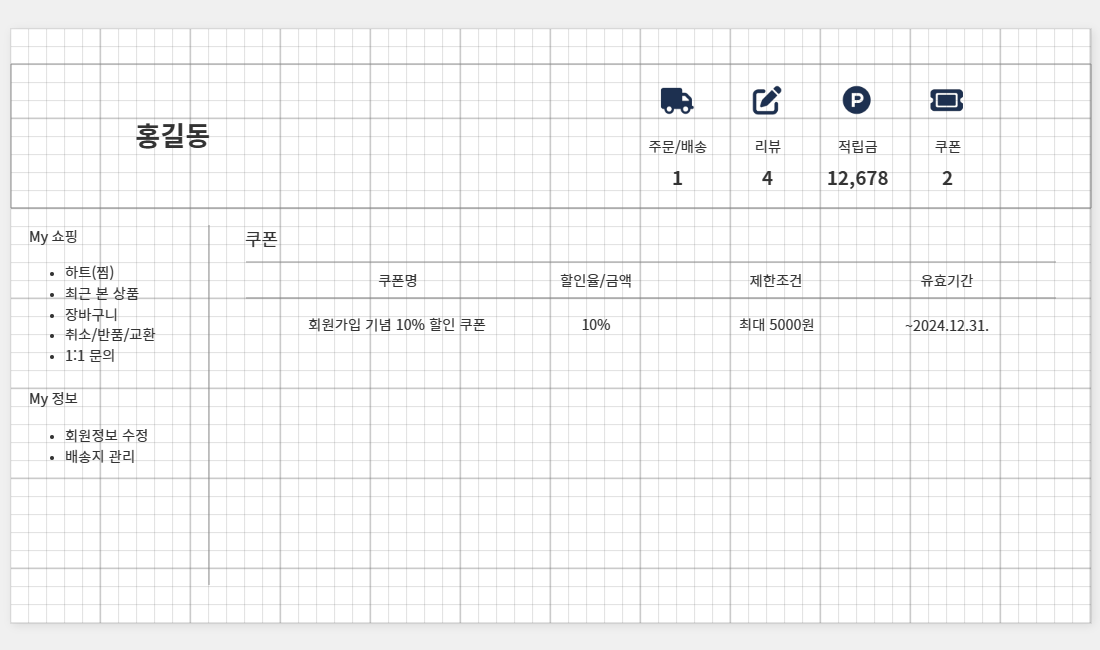 홍길동
주문/배송 리뷰 적립금 쿠폰
1 4 12,678 2
My 쇼핑
하트(찜)
최근 본 상품
장바구니
취소/반품/교환
1:1 문의
My 정보
회원정보 수정
배송지 관리
쿠폰
쿠폰명 할인율/금액 제한조건 유효기간
회원가입 기념 10% 할인 쿠폰 10% 최대 5000원 ~2024.12.31.